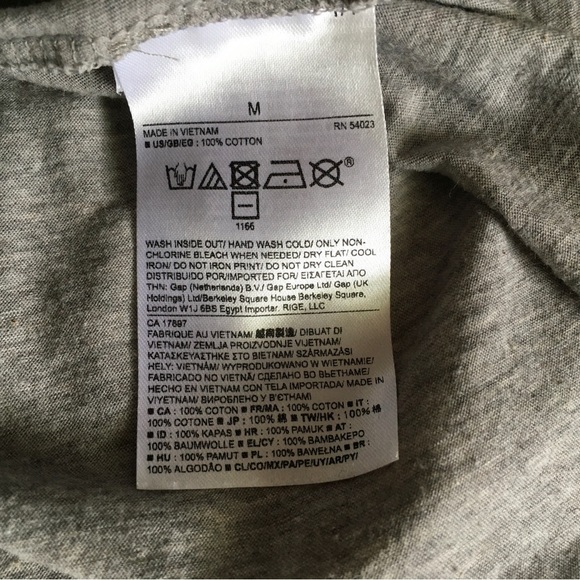 M
MADE IN VIETNAM RN 54023
■ US/GB/EG : 100% COTTON
®
1166
WASH INSIDE OUT/ HAND WASH COLD/ ONLY NON-
CHLORINE BLEACH WHEN NEEDED/ DRY FLAT/ COOL
IRON/ DO NOT IRON PRINT/ DO NOT DRY CLEAN
DISTRIBUIDO POR/IMPORTED FOR/ ΕΙΣΑΓΕΤΑΙ ΑΠΟ
ΤΗΝ: Gap (Netherlands) B.V./ Gap Europe Ltd/ Gap (UK
Holdings) Ltd/Berkeley Square House Berkeley Square,
London W1J 6BS Egypt Importer. RIGE, LLC
CA 17897
FABRIQUÉ AU VIETNAM/ 越南製造/ DIBUAT DI
VIETNAM/ ZEMLJA PROIZVODNJE VIJETNAM/
ΚΑΤΑΣΚΕΥΑΣΤΗΚΕ ΣΤΟ ΒΙΕΤΝΑΜ/ SZÁRMAZÁSI
HELY: VIETNÁM/ WYPRODUKOWANO W WIETNAMIE/
FABRICADO NO VIETNÃ/ СДЕЛАНО ВО ВЬЕТНАМЕ/
HECHO EN VIETNAM CON TELA IMPORTADA/ MADE IN
VIYETNAM/ ВИРОБЛЕНО У В'ЄТНАМІ
■ CA : 100% COTON ■ FR/MA : 100% COTON ■ IT :
100% COTONE ■ JP : 100% 綿 ■ TW/HK : 100% 棉
■ ID : 100% KAPAS ■ HR : 100% PAMUK ■ AT :
100% BAUMWOLLE ■ EL/CY : 100% ΒΑΜΒΑΚΕΡΟ
■ HU : 100% PAMUT ■ PL : 100% BAWEŁNA ■ BR :
100% ALGODÃO ■ CL/CO/MX/PA/PE/UY/AR/PY/